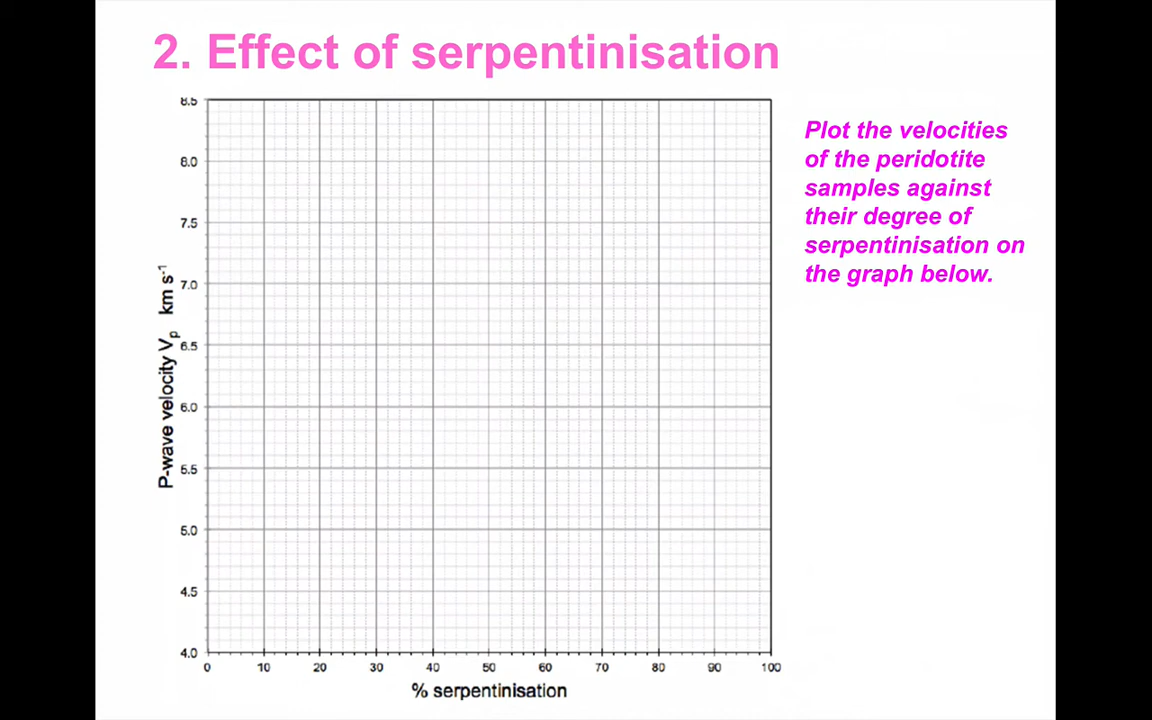 2. Effect of serpentinisation
8.5
8.0
7.5
7.0
6.5
6.0
5.5
5.0
4.5
4.0
P-wave velocity Vp km s-1
0 10 20 30 40 50 60 70 80 90 100
% serpentinisation
Plot the velocities
of the peridotite
samples against
their degree of
serpentinisation on
the graph below.